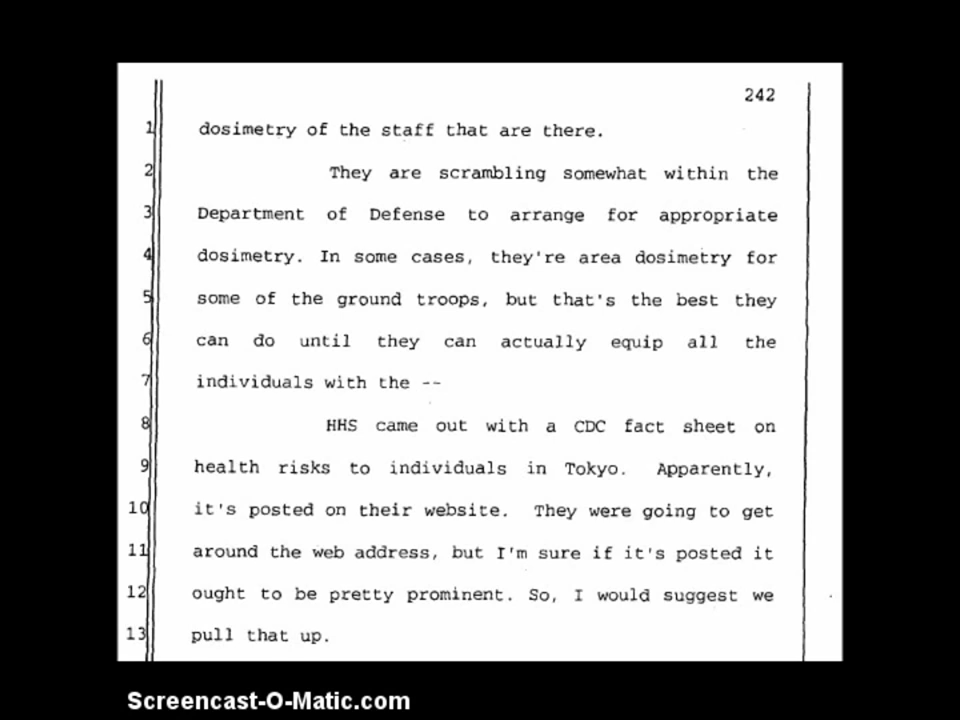 242
1 dosimetry of the staff that are there.
2 They are scrambling somewhat within the
3 Department of Defense to arrange for appropriate
4 dosimetry. In some cases, they're area dosimetry for
5 some of the ground troops, but that's the best they
6 can do until they can actually equip all the
7 individuals with the --
8 HHS came out with a CDC fact sheet on
9 health risks to individuals in Tokyo. Apparently,
10 it's posted on their website. They were going to get
11 around the web address, but I'm sure if it's posted it
12 ought to be pretty prominent. So, I would suggest we
13 pull that up.
Screencast-O-Matic.com